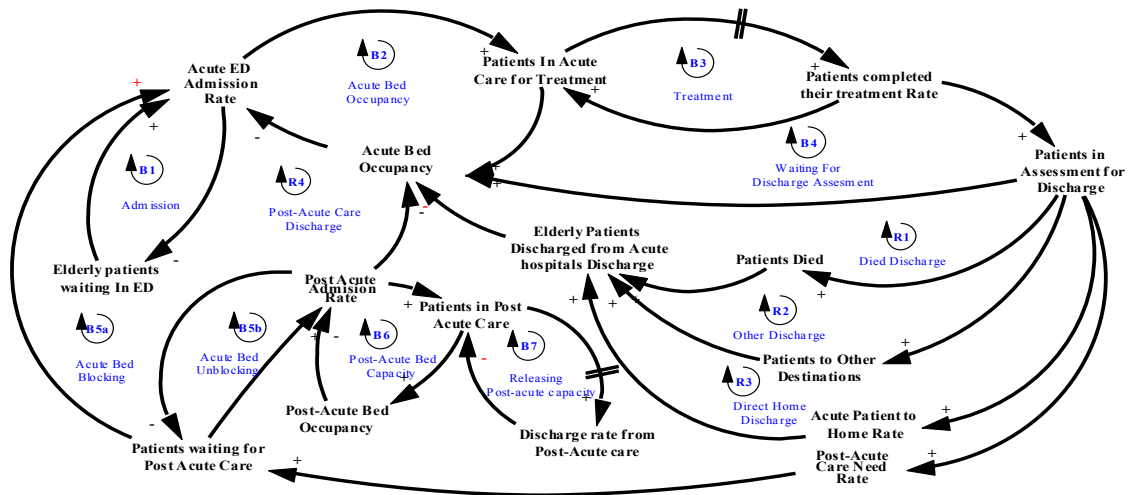 Acute ED
Admission
Rate
B2
Acute Bed
Occupancy
Patients In Acute
Care for Treatment
B3
Treatment
Patients completed
their treatment Rate
B4
Waiting For
Discharge Assesment
Patients in
Assessment for
Discharge
B1
Admission
Acute Bed
Occupancy
R4
Post-Acute Care
Discharge
Elderly patients
waiting In ED
Elderly Patients
Discharged from Acute
hospitals Discharge
Patients Died
R1
Died Discharge
R2
Other Discharge
Patients to Other
Destinations
R3
Direct Home
Discharge
Acute Patient to
Home Rate
Post-Acute
Care Need
Rate
Post Acute
Admission
Rate
Patients in Post
Acute Care
B5a
Acute Bed
Blocking
B5b
Acute Bed
Unblocking
B6
Post-Acute Bed
Capacity
B7
Releasing
Post-acute capacity
Post-Acute Bed
Occupancy
Discharge rate from
Post-Acute care
Patients waiting for
Post Acute Care